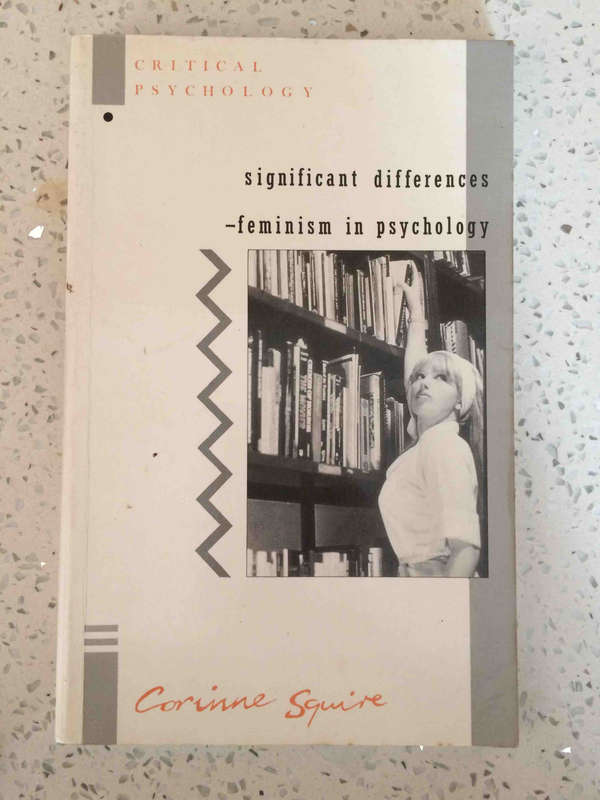 CRITICAL
PSYCHOLOGY
significant differences
–feminism in psychology
Corinne Squire